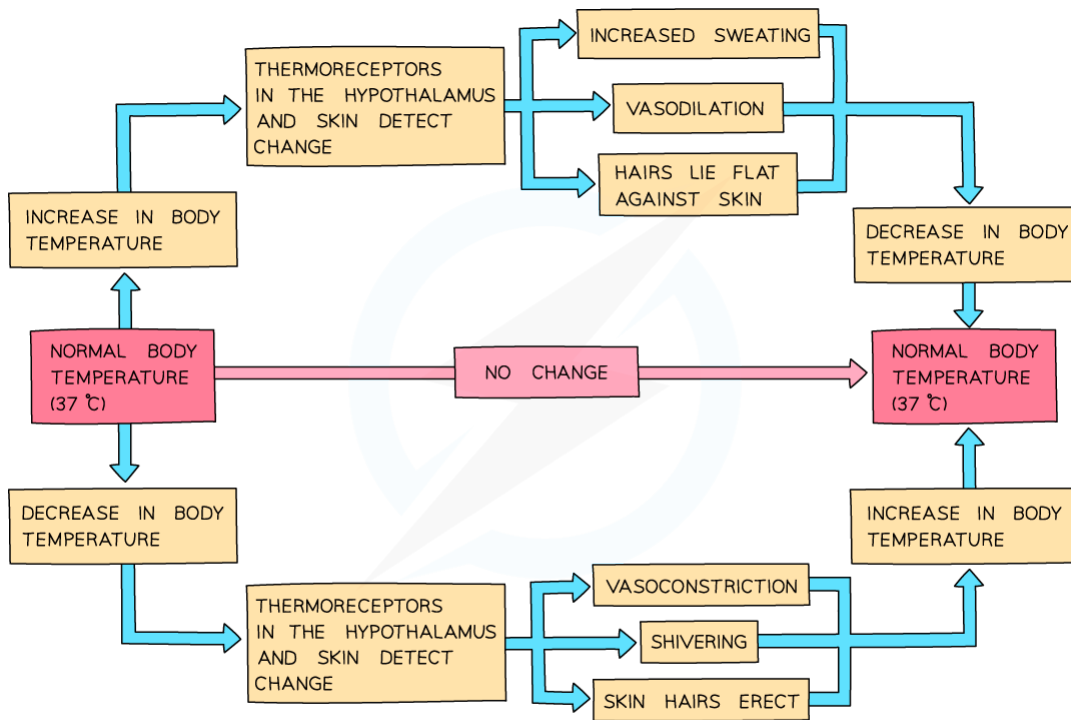 INCREASED SWEATING
THERMORECEPTORS
IN THE HYPOTHALAMUS
AND SKIN DETECT
CHANGE
VASODILATION
HAIRS LIE FLAT
AGAINST SKIN
INCREASE IN BODY
TEMPERATURE
DECREASE IN BODY
TEMPERATURE
NORMAL BODY
TEMPERATURE
(37 °C)
NO CHANGE
NORMAL BODY
TEMPERATURE
(37 °C)
DECREASE IN BODY
TEMPERATURE
INCREASE IN BODY
TEMPERATURE
THERMORECEPTORS
IN THE HYPOTHALAMUS
AND SKIN DETECT
CHANGE
VASOCONSTRICTION
SHIVERING
SKIN HAIRS ERECT